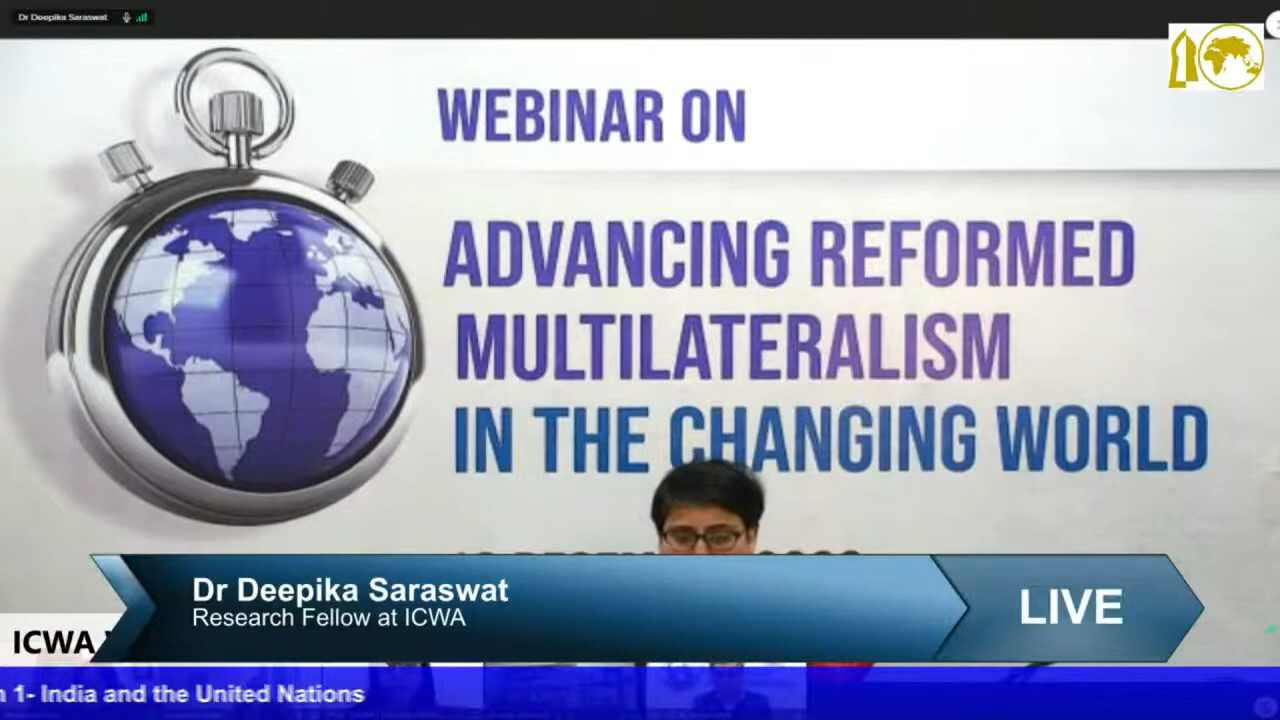 Dr Deepika Saraswat
WEBINAR ON
ADVANCING REFORMED
MULTILATERALISM
IN THE CHANGING WORLD
Dr Deepika Saraswat
Research Fellow at ICWA
LIVE
ICWA
1- India and the United Nations